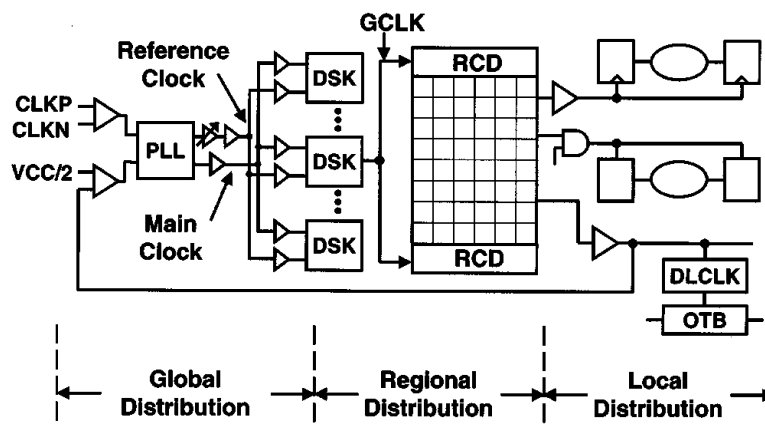 GCLK
Reference
Clock
DSK
RCD
CLKP
CLKN
PLL
DSK
VCC/2
Main
Clock
DSK
RCD
DLCLK
OTB
Global
Distribution
Regional
Distribution
Local
Distribution